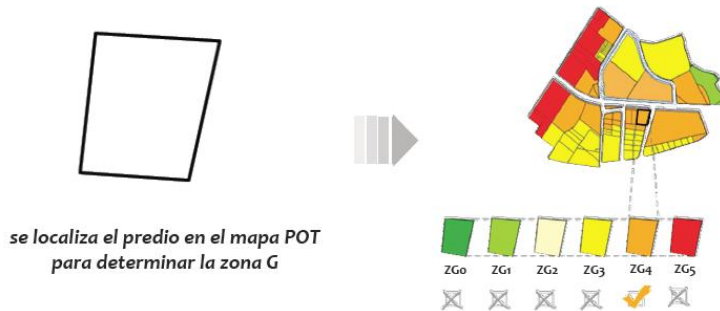 se localiza el predio en el mapa POT
para determinar la zona G
ZG0 ZG1 ZG2 ZG3 ZG4 ZG5